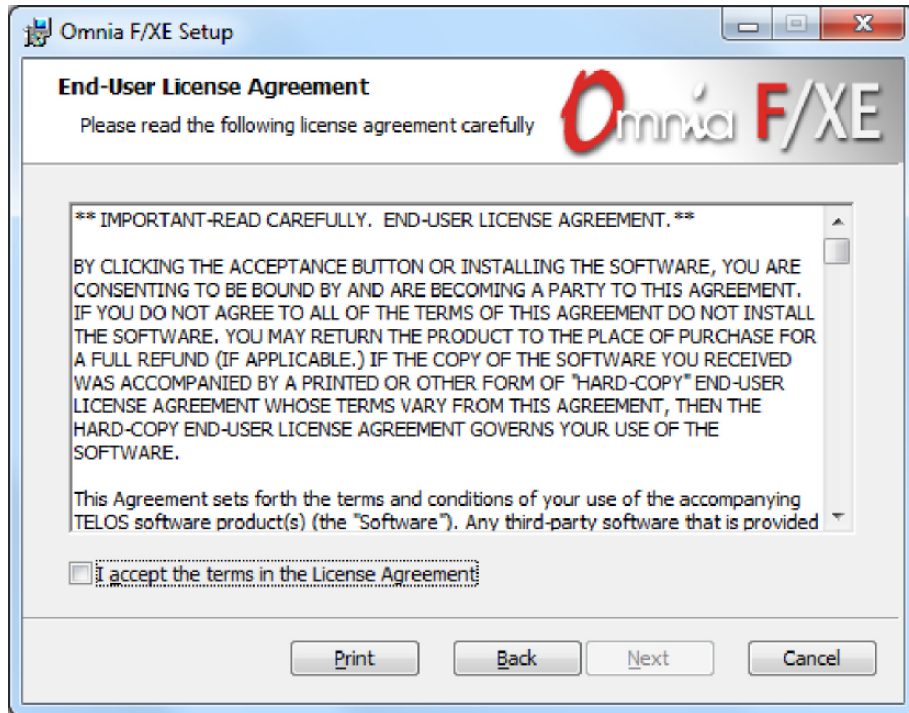 Omnia F/XE Setup
End-User License Agreement
Please read the following license agreement carefully
Omnia F/XE
** IMPORTANT-READ CAREFULLY.  END-USER LICENSE AGREEMENT.**
BY CLICKING THE ACCEPTANCE BUTTON OR INSTALLING THE SOFTWARE, YOU ARE
CONSENTING TO BE BOUND BY AND ARE BECOMING A PARTY TO THIS AGREEMENT.
IF YOU DO NOT AGREE TO ALL OF THE TERMS OF THIS AGREEMENT DO NOT INSTALL
THE SOFTWARE. YOU MAY RETURN THE PRODUCT TO THE PLACE OF PURCHASE FOR
A FULL REFUND (IF APPLICABLE.) IF THE COPY OF THE SOFTWARE YOU RECEIVED
WAS ACCOMPANIED BY A PRINTED OR OTHER FORM OF "HARD-COPY" END-USER
LICENSE AGREEMENT WHOSE TERMS VARY FROM THIS AGREEMENT, THEN THE
HARD-COPY END-USER LICENSE AGREEMENT GOVERNS YOUR USE OF THE
SOFTWARE.
This Agreement sets forth the terms and conditions of your use of the accompanying
TELOS software product(s) (the "Software"). Any third-party software that is provided
I accept the terms in the License Agreement
Print Back Next Cancel